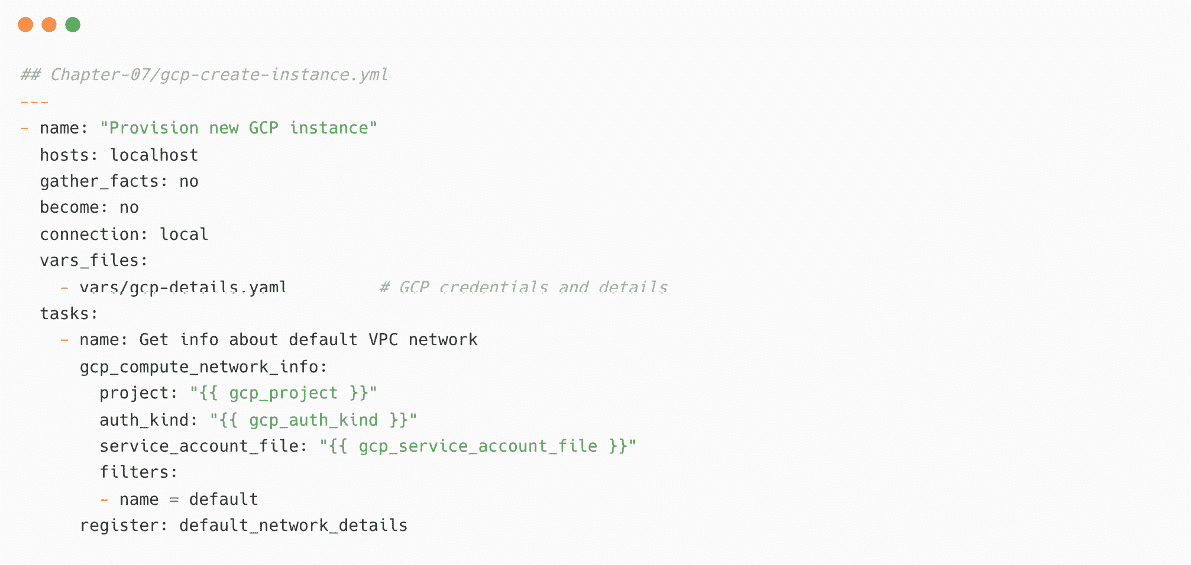 ## Chapter-07/gcp-create-instance.yml
---
- name: "Provision new GCP instance"
  hosts: localhost
  gather_facts: no
  become: no
  connection: local
  vars_files:
    - vars/gcp-details.yaml         # GCP credentials and details
  tasks:
    - name: Get info about default VPC network
      gcp_compute_network_info:
        project: "{{ gcp_project }}"
        auth_kind: "{{ gcp_auth_kind }}"
        service_account_file: "{{ gcp_service_account_file }}"
        filters:
        - name = default
      register: default_network_details